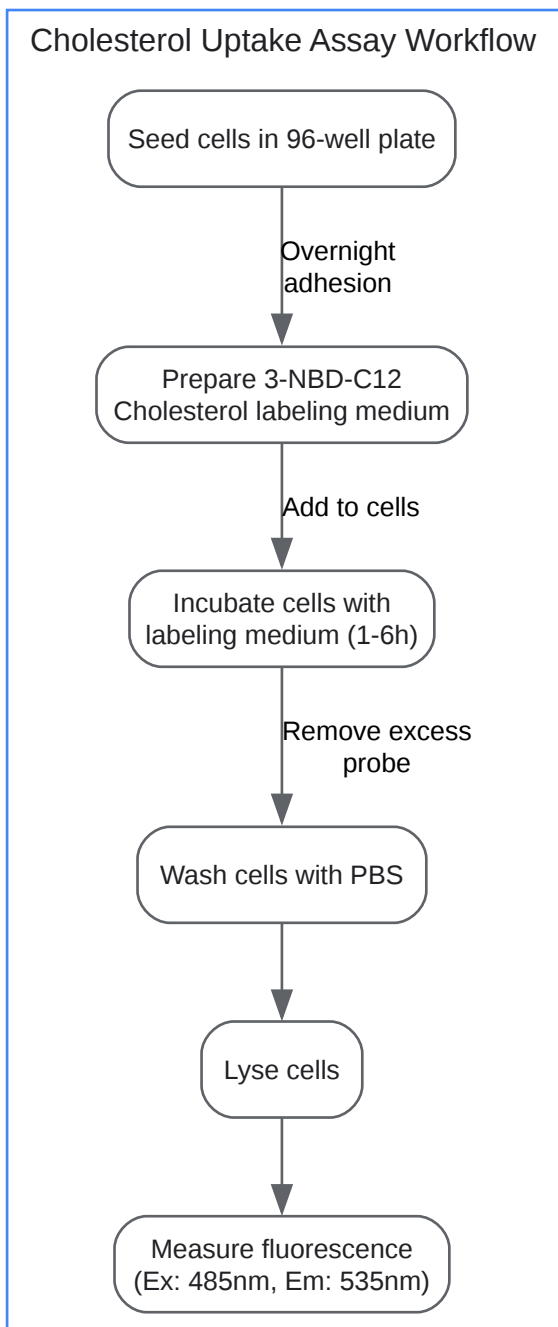 Cholesterol Uptake Assay Workflow
Seed cells in 96-well plate
Overnight
adhesion
Prepare 3-NBD-C12
Cholesterol labeling medium
Add to cells
Incubate cells with
labeling medium (1-6h)
Remove excess
probe
Wash cells with PBS
Lyse cells
Measure fluorescence
(Ex: 485nm, Em: 535nm)